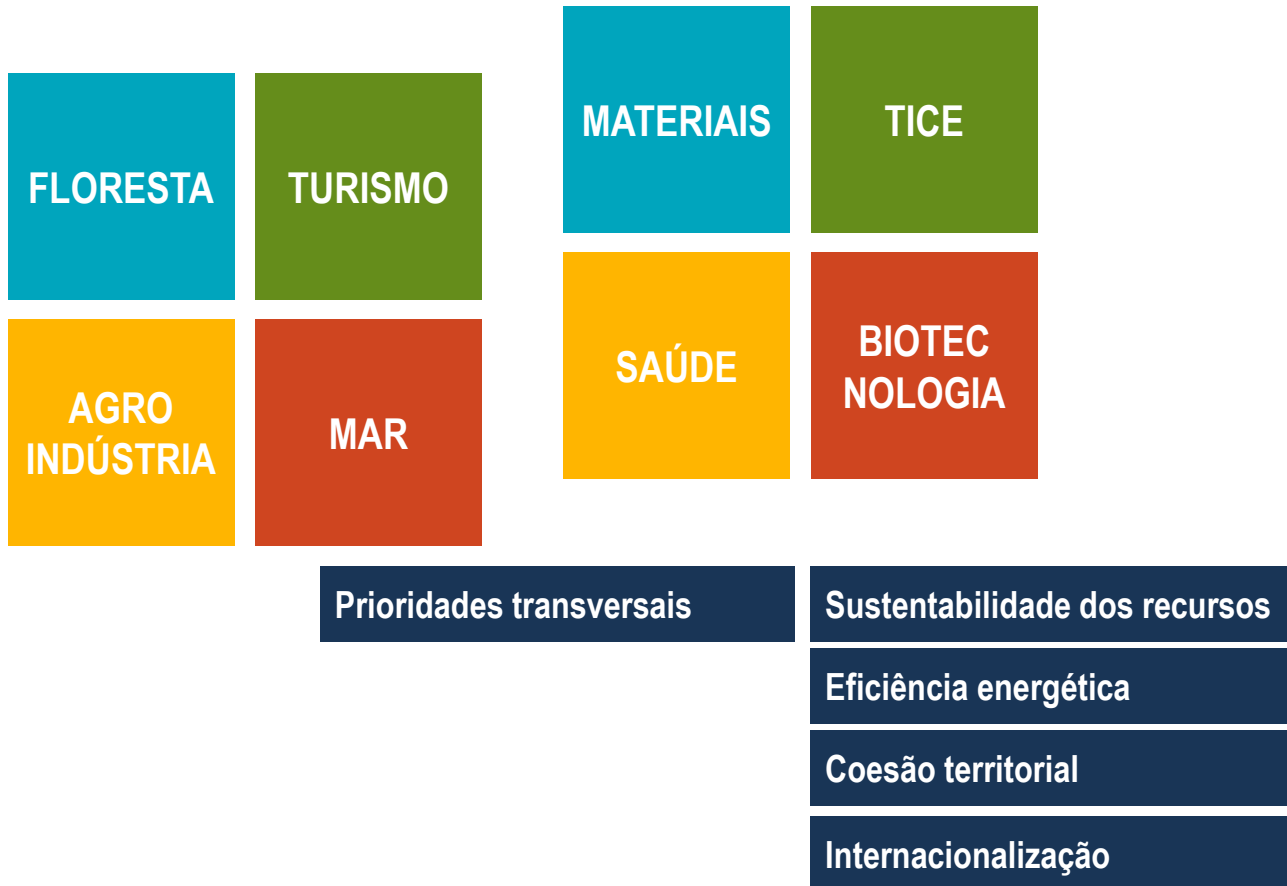 FLORESTA
TURISMO
AGRO
INDÚSTRIA
MAR
MATERIAIS
TICE
SAÚDE
BIOTEC
NOLOGIA
Prioridades transversais
Sustentabilidade dos recursos
Eficiência energética
Coesão territorial
Internacionalização